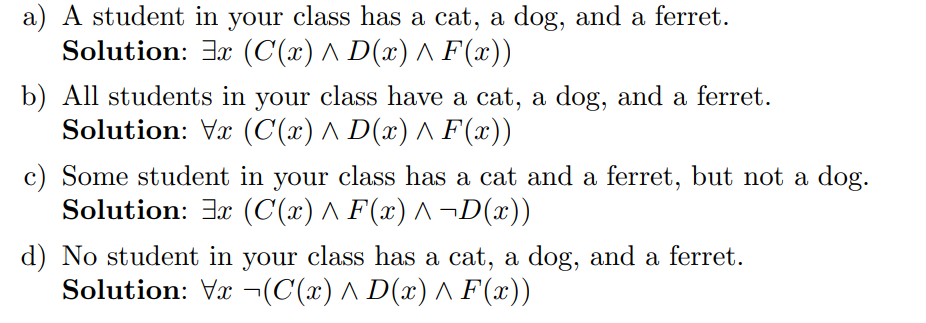 a) A student in your class has a cat, a dog, and a ferret.
Solution: ∃x (C(x) ∧ D(x) ∧ F(x))
b) All students in your class have a cat, a dog, and a ferret.
Solution: ∀x (C(x) ∧ D(x) ∧ F(x))
c) Some student in your class has a cat and a ferret, but not a dog.
Solution: ∃x (C(x) ∧ F(x) ∧ ¬D(x))
d) No student in your class has a cat, a dog, and a ferret.
Solution: ∀x ¬(C(x) ∧ D(x) ∧ F(x))